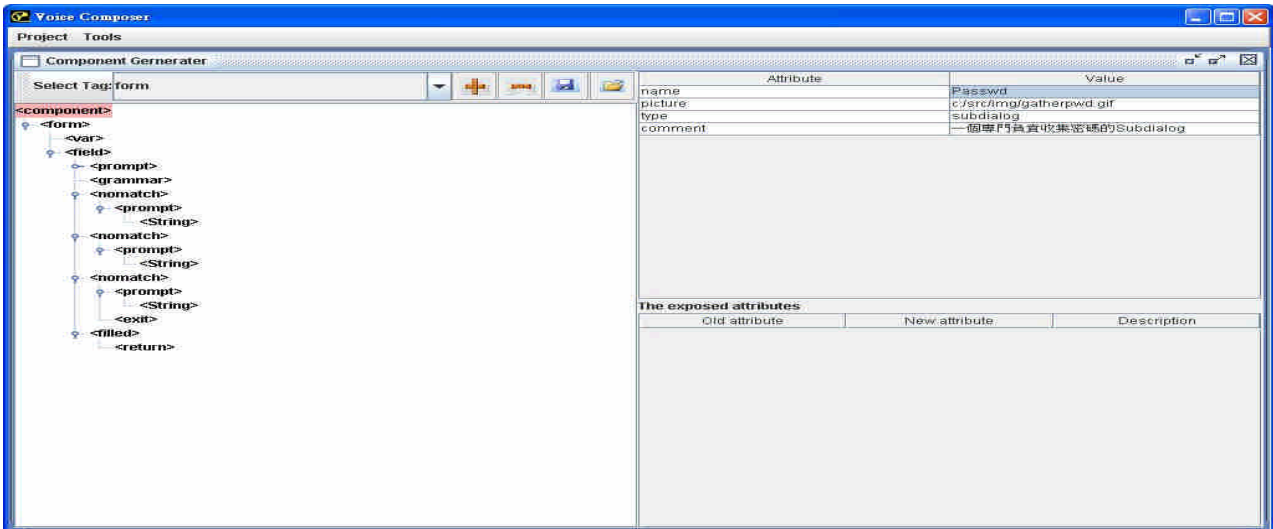 Voice Composer
Project Tools
Component Gernerater
Select Tag: form
<component>
<form>
<var>
<field>
<prompt>
<grammar>
<nomatch>
<prompt>
<String>
<nomatch>
<prompt>
<String>
<nomatch>
<prompt>
<String>
<exit>
<filled>
<return>
Attribute Value
name Passwd
picture c:/src/img/gatherpwd.gif
type subdialog
comment 一個專門負責收集密碼的Subdialog
The exposed attributes
Old attribute New attribute Description